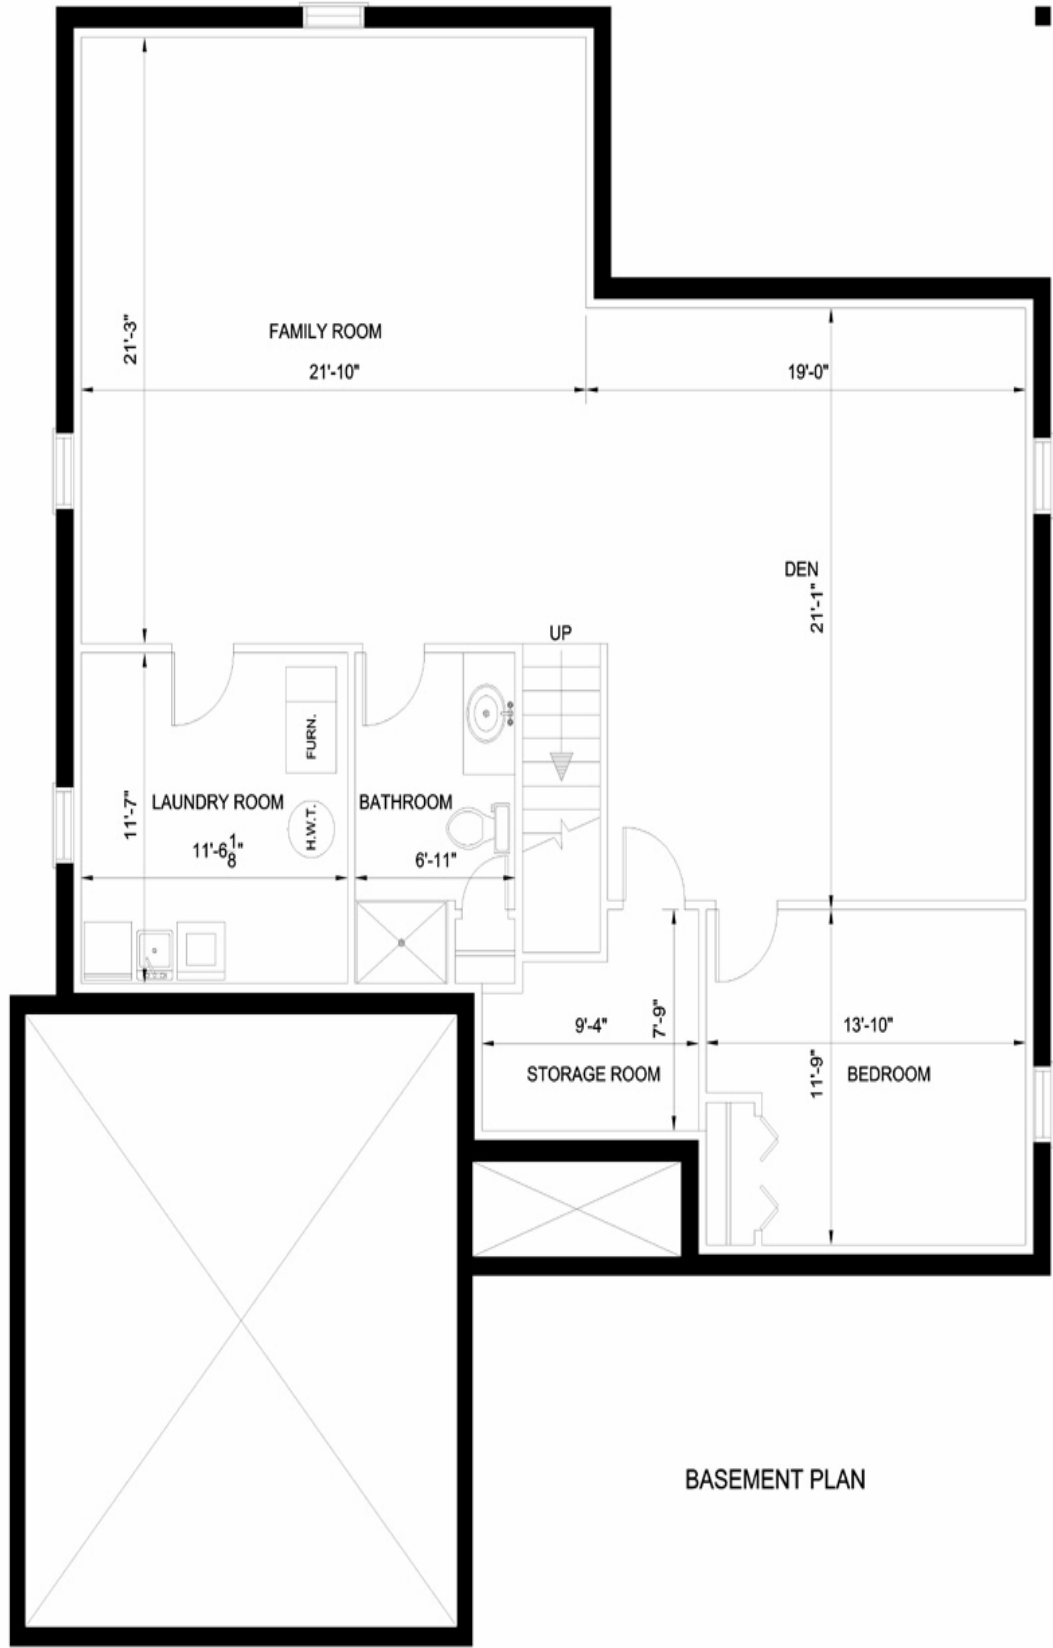 FAMILY ROOM
21'-3"
21'-10"
19'-0"
DEN
21'-1"
UP
FURN.
LAUNDRY ROOM
BATHROOM
11'-7"
H.W.T.
11'-6 1/8"
6'-11"
9'-4"
7'-9"
13'-10"
STORAGE ROOM
11'-9"
BEDROOM
BASEMENT PLAN